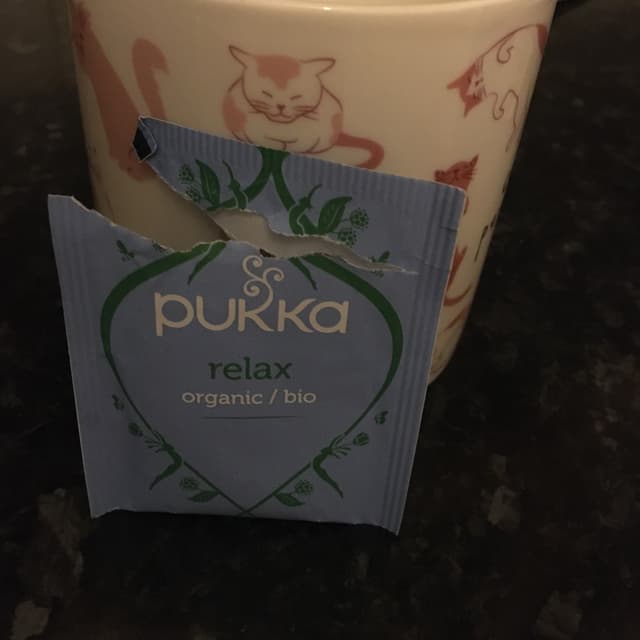 pukka
relax
organic / bio